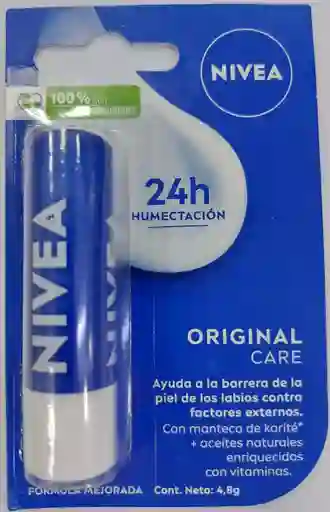 NIVEA
100%
24h
HUMECTACIÓN
NIVEA
ORIGINAL
CARE
Ayuda a la barrera de la
piel de los labios contra
factores externos.
Con manteca de karité*
+ aceites naturales
enriquecidos
con vitaminas.
FÓRMULA MEJORADA Cont. Neto: 4,8g